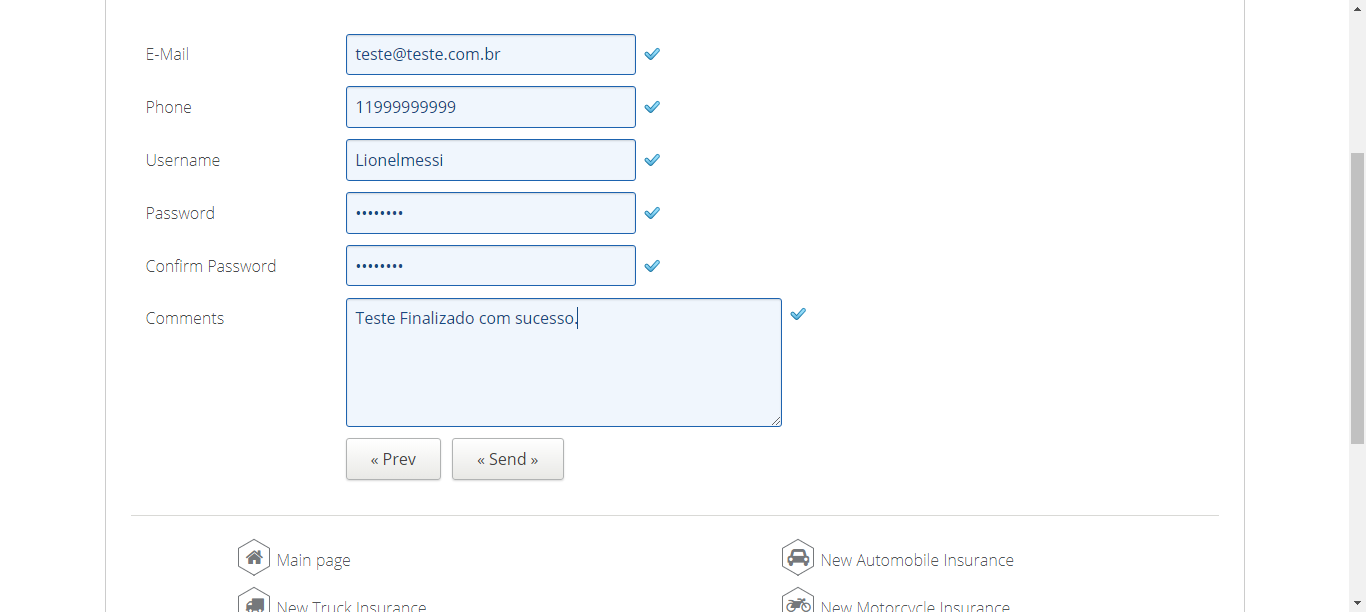 E-Mail teste@teste.com.br
Phone 11999999999
Username Lionelmessi
Password ••••••••
Confirm Password ••••••••
Comments Teste Finalizado com sucesso.
« Prev « Send »
Main page New Automobile Insurance
New Truck Insurance New Motorcycle Insurance